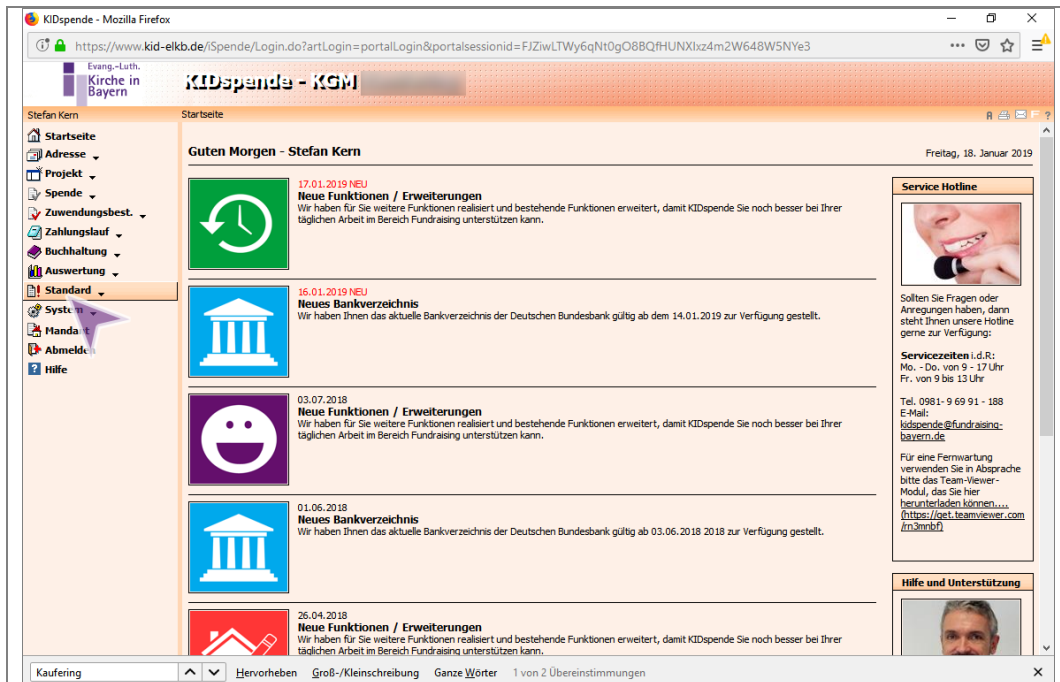 KIDspende - Mozilla Firefox
https://www.kid-elkb.de/iSpende/Login.do?artLogin=portalLogin&portalsessionid=FJZiwLTWy6qNt0gO8BQfHUNXIxz4m2W648W5NYe3
Evang.-Luth.
Kirche in
Bayern
KIDspende - KGM
Stefan Kern
Startseite
Startseite
Adresse
Projekt
Spende
Zuwendungsbest.
Zahlungslauf
Buchhaltung
Auswertung
Standard
System
Mandant
Abmelden
Hilfe
Guten Morgen - Stefan Kern
Freitag, 18. Januar 2019
17.01.2019 NEU
Neue Funktionen / Erweiterungen
Wir haben für Sie weitere Funktionen realisiert und bestehende Funktionen erweitert, damit KIDspende Sie noch besser bei Ihrer
täglichen Arbeit im Bereich Fundraising unterstützen kann.
16.01.2019 NEU
Neues Bankverzeichnis
Wir haben Ihnen das aktuelle Bankverzeichnis der Deutschen Bundesbank gültig ab dem 14.01.2019 zur Verfügung gestellt.
03.07.2018
Neue Funktionen / Erweiterungen
Wir haben für Sie weitere Funktionen realisiert und bestehende Funktionen erweitert, damit KIDspende Sie noch besser bei Ihrer
täglichen Arbeit im Bereich Fundraising unterstützen kann.
01.06.2018
Neues Bankverzeichnis
Wir haben Ihnen das aktuelle Bankverzeichnis der Deutschen Bundesbank gültig ab 03.06.2018 2018 zur Verfügung gestellt.
26.04.2018
Neue Funktionen / Erweiterungen
Wir haben für Sie weitere Funktionen realisiert und bestehende Funktionen erweitert, damit KIDspende Sie noch besser bei Ihrer
täglichen Arbeit im Bereich Fundraising unterstützen kann.
Service Hotline
Sollten Sie Fragen oder
Anregungen haben, dann
steht Ihnen unsere Hotline
gerne zur Verfügung:
Servicezeiten i.d.R:
Mo. - Do. von 9 - 17 Uhr
Fr. von 9 bis 13 Uhr
Tel. 0981- 9 69 91 - 188
E-Mail:
kidspende@fundraising-
bayern.de
Für eine Fernwartung
verwenden Sie in Absprache
bitte das Team-Viewer-
Modul, das Sie hier
herunterladen können....
(https://get.teamviewer.com
/rn3mnbf)
Hilfe und Unterstützung
Kaufering
Hervorheben Groß-/Kleinschreibung Ganze Wörter 1 von 2 Übereinstimmungen